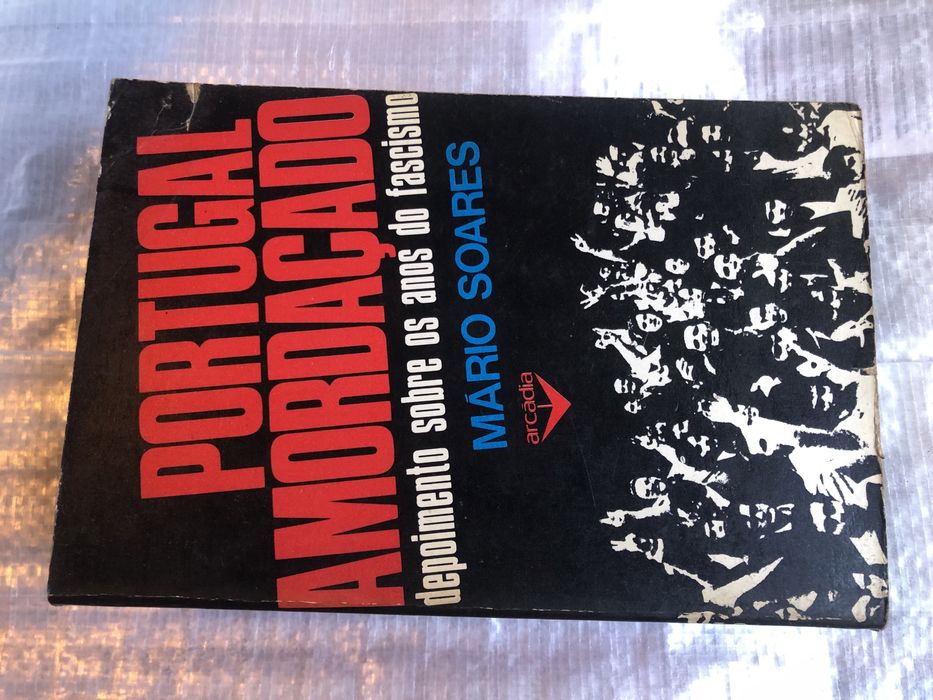 PORTUGAL
AMORDAÇADO
depoimento sobre os anos do fascismo
MÁRIO SOARES
arcádia